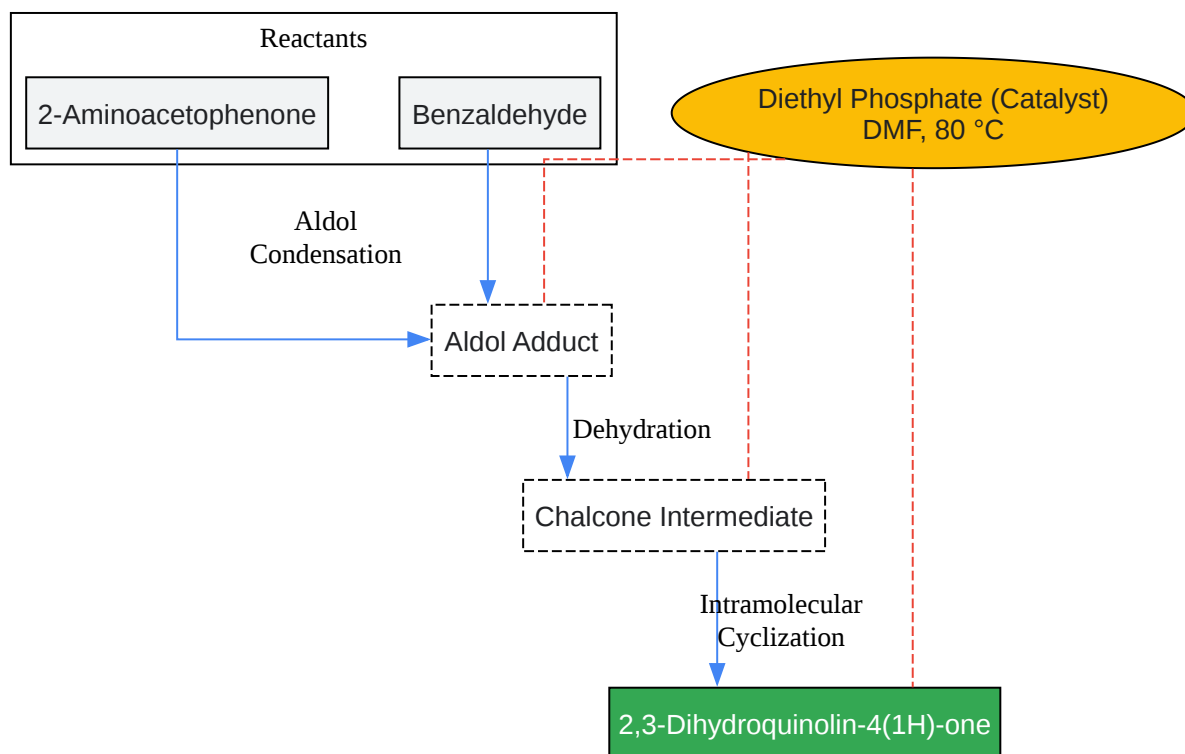 Reactants
2-Aminoacetophenone
Benzaldehyde
Diethyl Phosphate (Catalyst)
DMF, 80 °C
Aldol
Condensation
Aldol Adduct
Dehydration
Chalcone Intermediate
Intramolecular
Cyclization
2,3-Dihydroquinolin-4(1H)-one